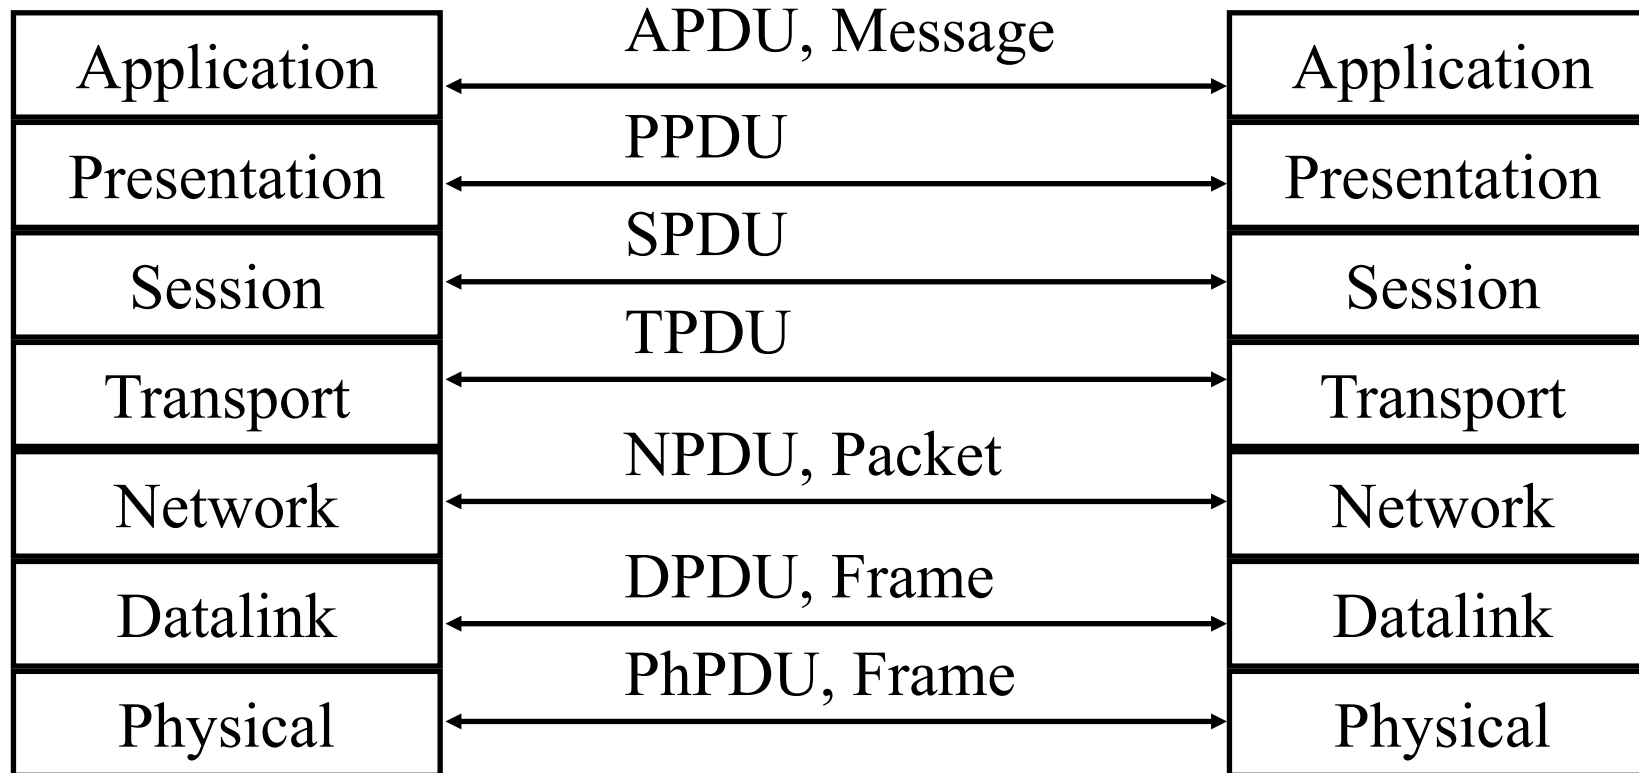 Application
APDU, Message
Application
Presentation
PPDU
Presentation
Session
SPDU
Session
Transport
TPDU
Transport
Network
NPDU, Packet
Network
Datalink
DPDU, Frame
Datalink
Physical
PhPDU, Frame
Physical